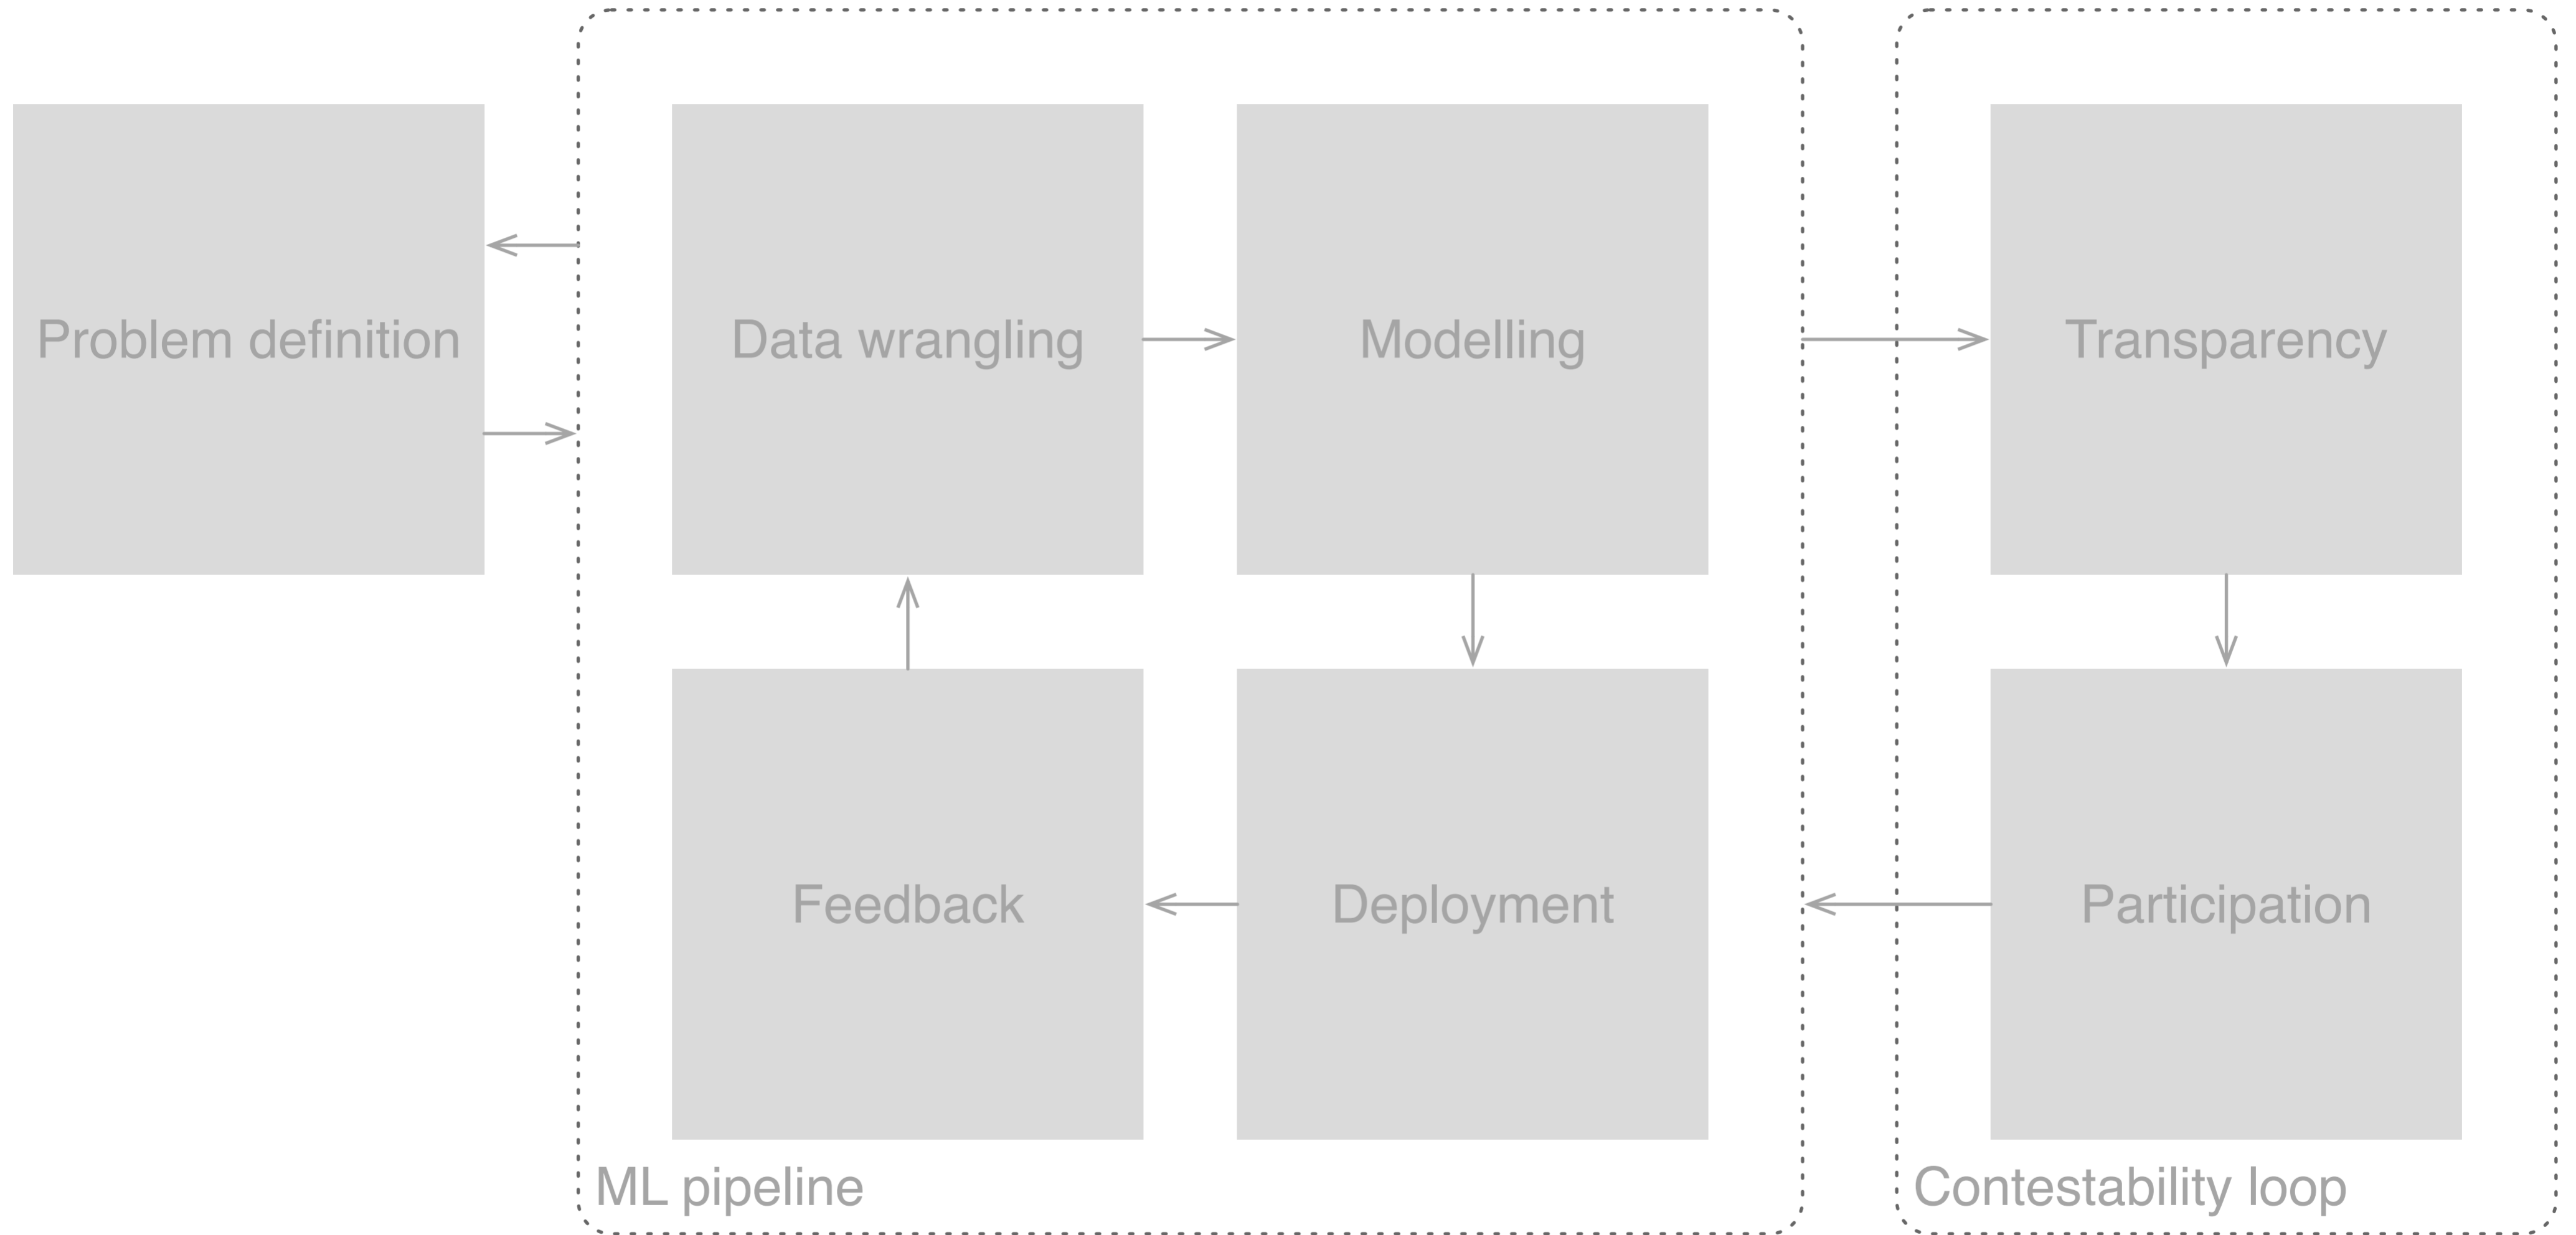 Problem definition
Data wrangling
Modelling
Transparency
Feedback
Deployment
Participation
ML pipeline
Contestability loop